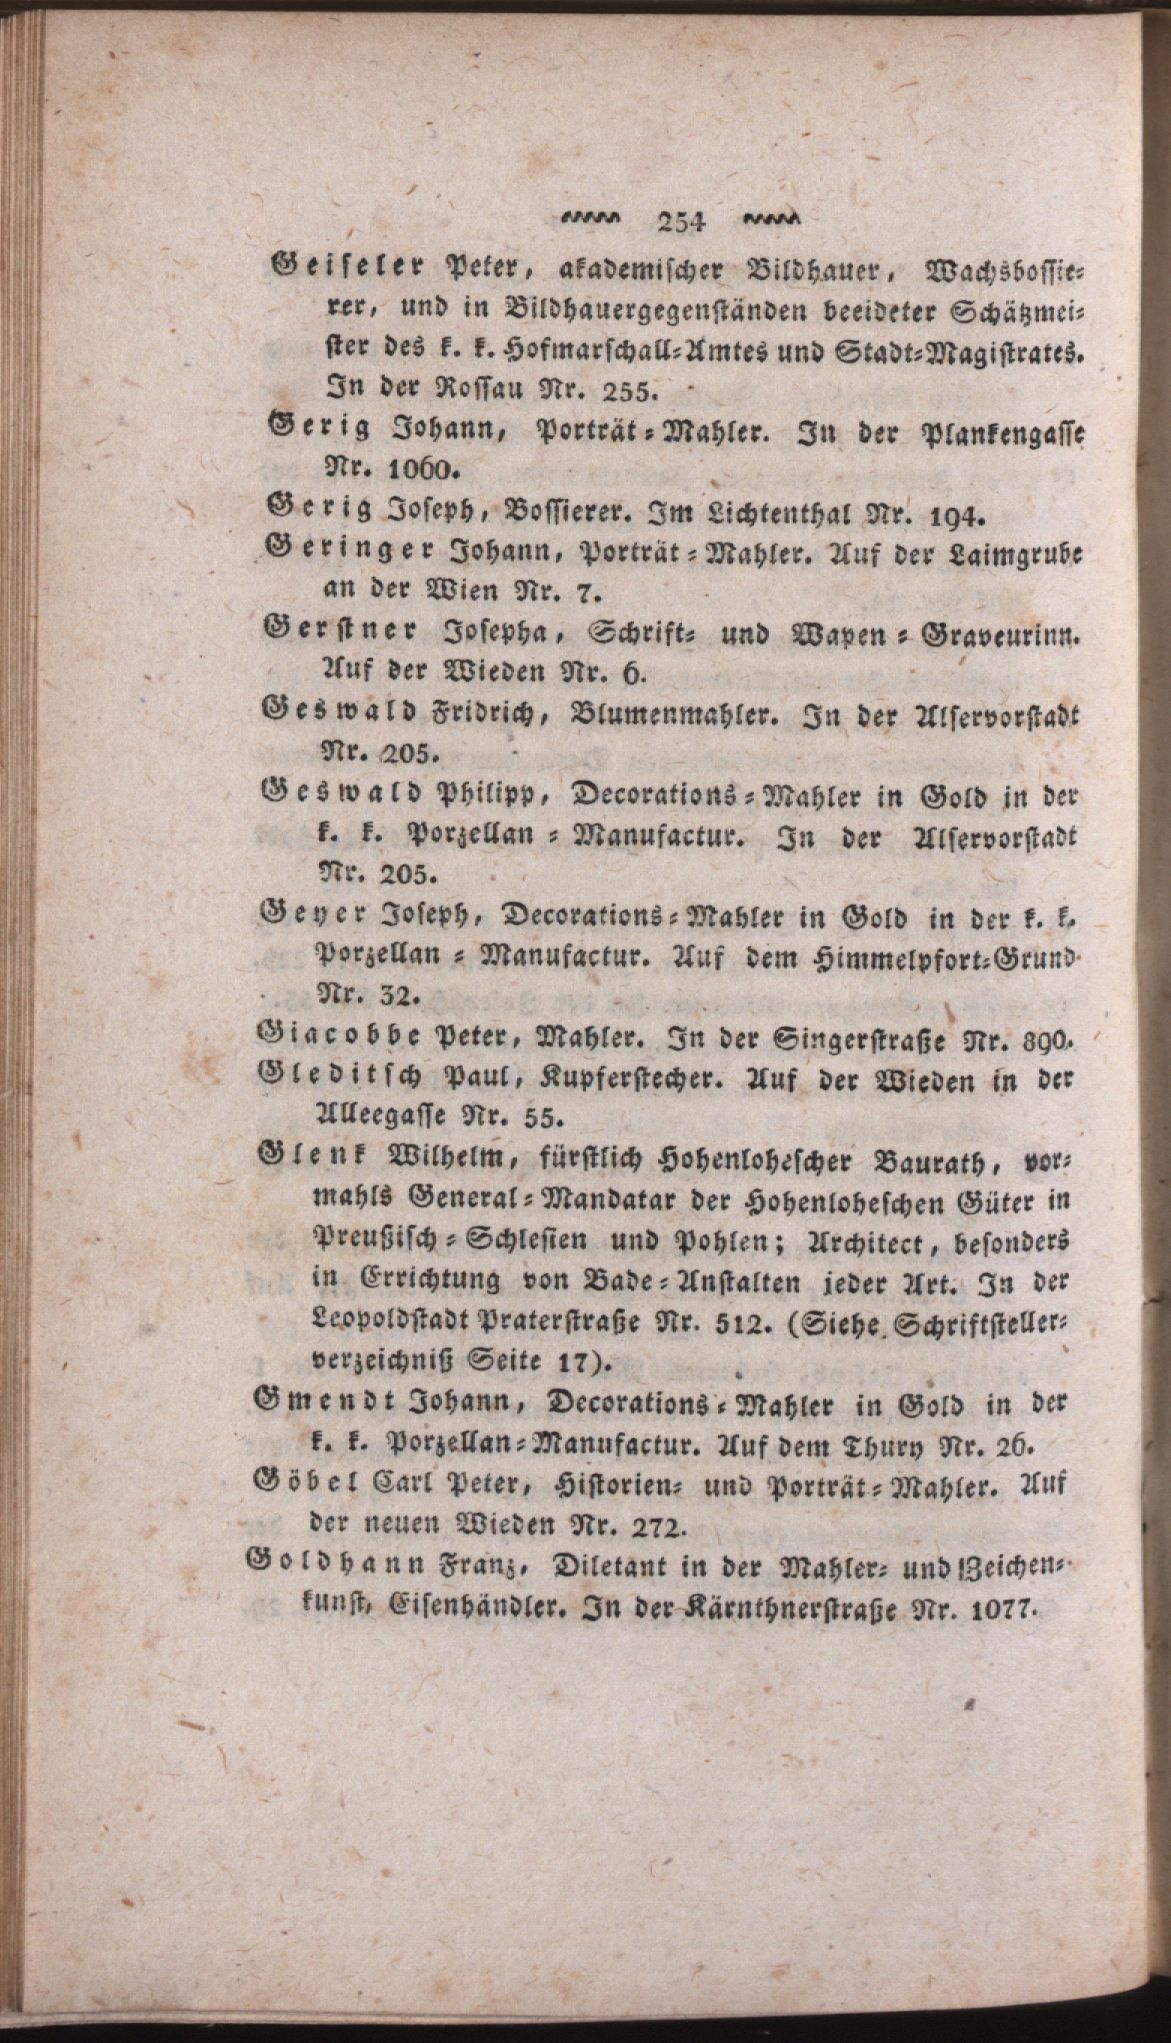 254
Geiseler Peter, akademischer Bildhauer, Wachsbossie-
rer, und in Bildhauergegenständen beeideter Schätzmei-
ster des k. k. Hofmarschall-Amtes und Stadt-Magistrates.
In der Rossau Nr. 255.
Gerig Johann, Porträt-Mahler. In der Plankengasse
Nr. 1060.
Gerig Joseph, Bossierer. Im Lichtenthal Nr. 194.
Geringer Johann, Porträt-Mahler. Auf der Laimgrube
an der Wien Nr. 7.
Gerstner Josepha, Schrift- und Wapen-Graveurinn.
Auf der Wieden Nr. 6.
Geswald Fridrich, Blumenmahler. In der Alservorstadt
Nr. 205.
Geswald Philipp, Decorations-Mahler in Gold in der
k. k. Porzellan-Manufactur. In der Alservorstadt
Nr. 205.
Geyer Joseph, Decorations-Mahler in Gold in der k. k.
Porzellan-Manufactur. Auf dem Himmelpfort-Grund
Nr. 32.
Giacobbe Peter, Mahler. In der Singerstraße Nr. 890.
Gleditsch Paul, Kupferstecher. Auf der Wieden in der
Alleegasse Nr. 55.
Glenk Wilhelm, fürstlich Hohenlohescher Baurath, vor-
mahls General-Mandatar der Hohenloheschen Güter in
Preußisch-Schlesien und Pohlen; Architect, besonders
in Errichtung von Bade-Anstalten jeder Art. In der
Leopoldstadt Praterstraße Nr. 512. (Siehe Schriftsteller-
verzeichniß Seite 17).
Gmendt Johann, Decorations-Mahler in Gold in der
k. k. Porzellan-Manufactur. Auf dem Thury Nr. 26.
Göbel Carl Peter, Historien- und Porträt-Mahler. Auf
der neuen Wieden Nr. 272.
Goldhann Franz, Diletant in der Mahler- und Zeichen-
kunst, Eisenhändler. In der Kärnthnerstraße Nr. 1077.